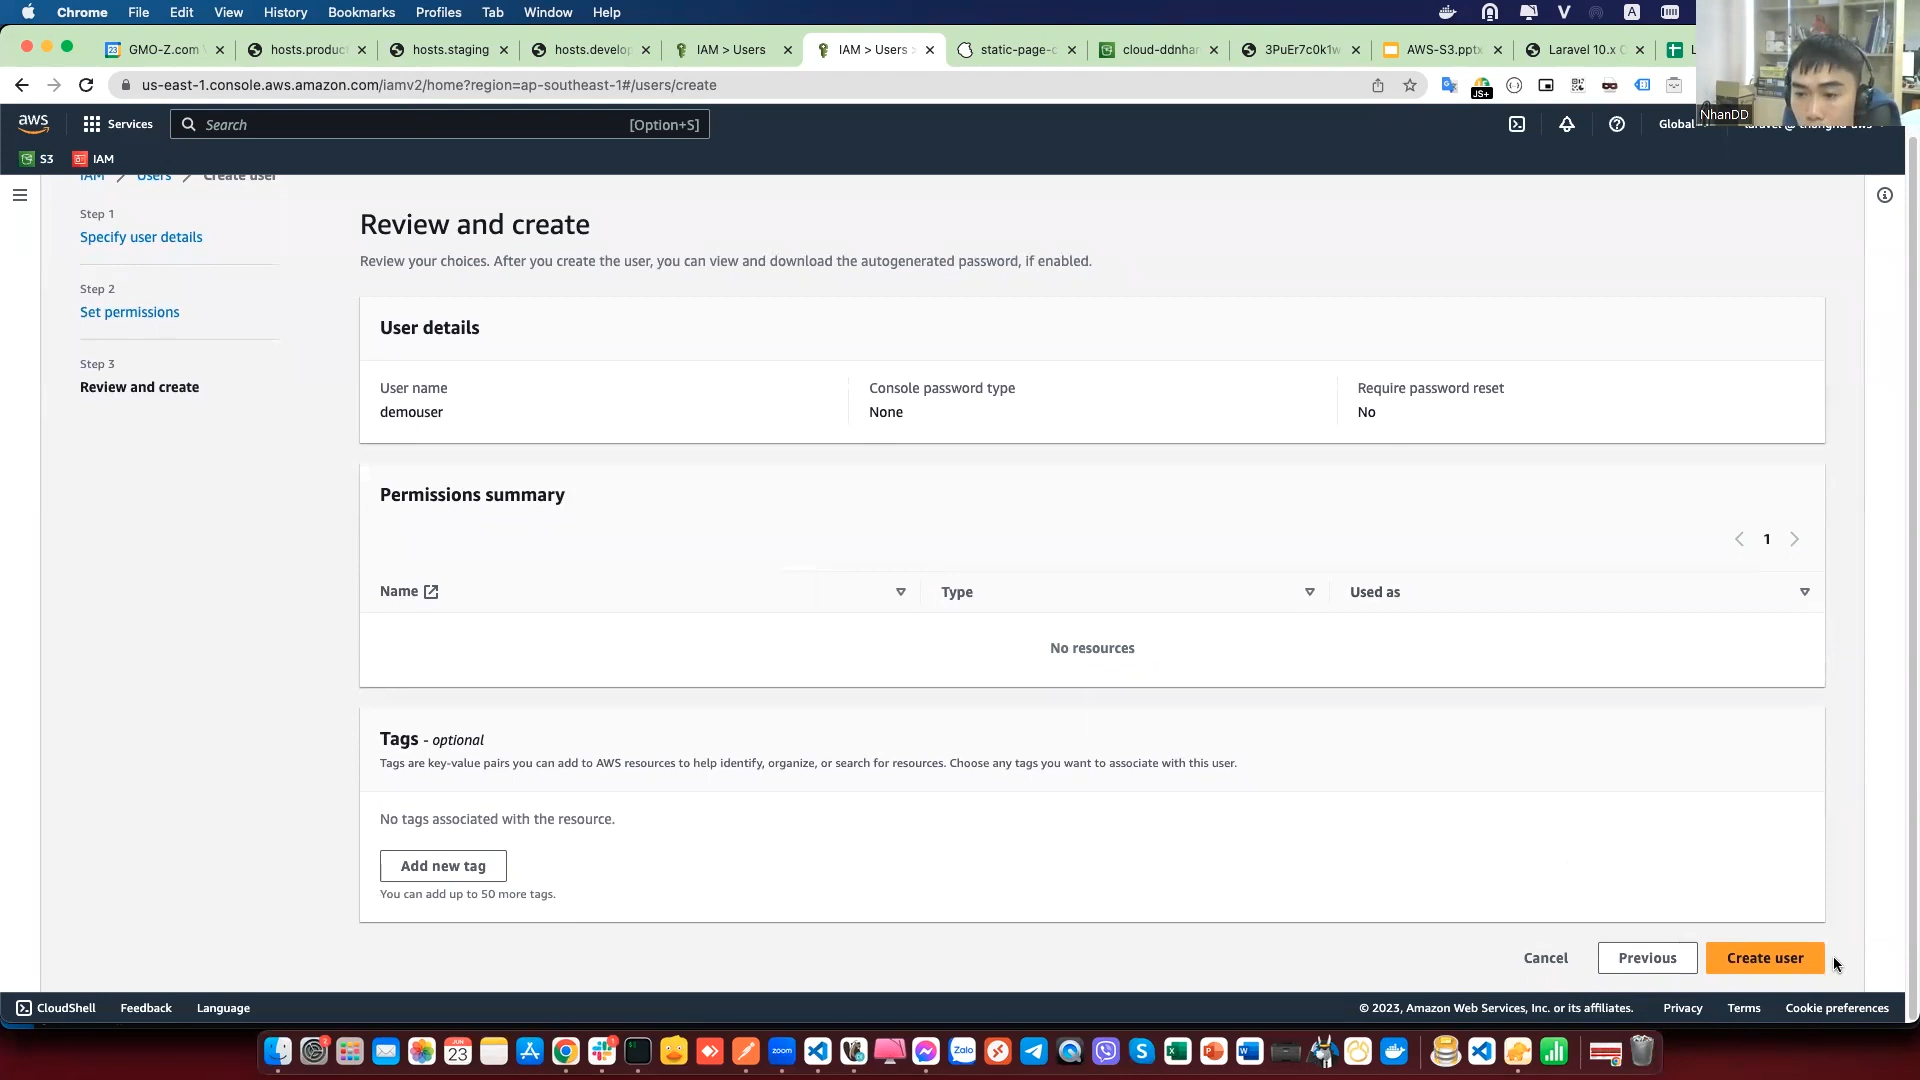 Chrome File Edit View History Bookmarks Profiles Tab Window Help
GMO-Z.com
hosts.produc
hosts.staging
hosts.develop
IAM > Users
IAM > Users >
static-page-c
cloud-ddnhan
3PuEr7c0k1w
AWS-S3.pptx
Laravel 10.x C
us-east-1.console.aws.amazon.com/iamv2/home?region=ap-southeast-1#/users/create
JS+
aws Services Search [Option+S] Global
NhanDD
S3 IAM
IAM > Users > Create user
Step 1
Specify user details
Step 2
Set permissions
Step 3
Review and create
Review and create
Review your choices. After you create the user, you can view and download the autogenerated password, if enabled.
User details
User name
demouser
Console password type
None
Require password reset
No
Permissions summary
1
Name Type Used as
No resources
Tags - optional
Tags are key-value pairs you can add to AWS resources to help identify, organize, or search for resources. Choose any tags you want to associate with this user.
No tags associated with the resource.
Add new tag
You can add up to 50 more tags.
Cancel Previous Create user
CloudShell Feedback Language © 2023, Amazon Web Services, Inc. or its affiliates. Privacy Terms Cookie preferences
JUN
23
zoom
Zalo